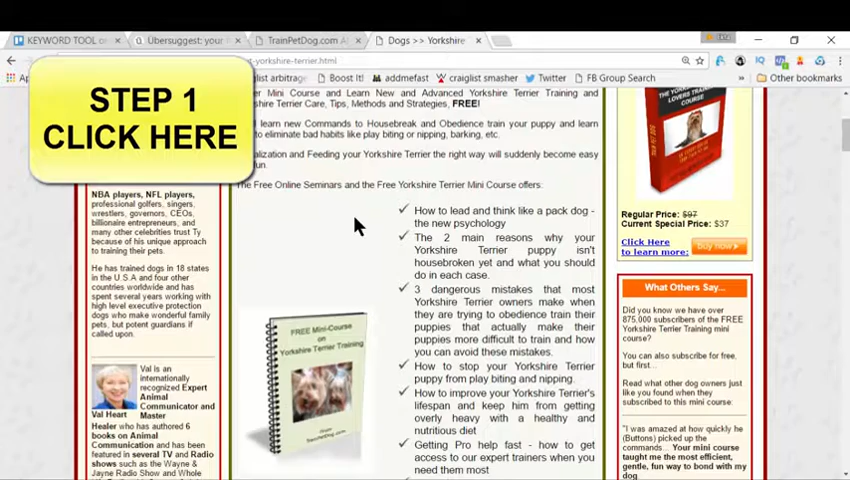 KEYWORD TOOL
Übersuggest: your
TrainPetDog.com
Dogs >> Yorkshire
yorkshire-terrier.html
Boost It!
addmefast
craiglist smasher
Twitter
FB Group Search
Other bookmarks
STEP 1
CLICK HERE
NBA players, NFL players,
professional golfers, singers,
wrestlers, governors, CEOs,
billionaire entrepreneurs, and
many other celebrities trust Ty
because of his unique approach
to training their pets.
He has trained dogs in 18 states
in the U.S.A and four other
countries worldwide and has
spent several years working with
high level executive protection
dogs who make wonderful family
pets, but potent guardians if
called upon.
Val is an
internationally
recognized Expert
Animal
Communicator and
Master
Val Heart
Healer who has authored 6
books on Animal
Communication and has been
featured in several TV and Radio
shows such as the Wayne &
Jayne Radio Show and Whole
Mini Course and Learn New and Advanced Yorkshire Terrier Training and
Terrier Care, Tips, Methods and Strategies, FREE!
learn new Commands to Housebreak and Obedience train your puppy and learn
to eliminate bad habits like play biting or nipping, barking, etc.
and Feeding your Yorkshire Terrier the right way will suddenly become easy
The Free Online Seminars and the Free Yorkshire Terrier Mini Course offers:
How to lead and think like a pack dog -
the new psychology
The 2 main reasons why your
Yorkshire Terrier puppy isn't
housebroken yet and what you should
do in each case.
3 dangerous mistakes that most
Yorkshire Terrier owners make when
they are trying to obedience train their
puppies that actually make their
puppies more difficult to train and how
you can avoid these mistakes.
How to stop your Yorkshire Terrier
puppy from play biting and nipping.
How to improve your Yorkshire Terrier's
lifespan and keep him from getting
overly heavy with a healthy and
nutritious diet
Getting Pro help fast - how to get
access to our expert trainers when you
need them most
FREE Mini-Course
on
Yorkshire Terrier Training
From
TrainPetDog.com
LOVERS TRAINING
COURSE
Regular Price: $97
Current Special Price: $37
Click Here
to learn more:
buy now
What Others Say...
Did you know we have over
875,000 subscribers of the FREE
Yorkshire Terrier Training mini
course?
You can also subscribe for free,
but first...
Read what other dog owners just
like you found when they
subscribed to this mini course:
"I was amazed at how quickly he
(Buttons) picked up the
commands... Your mini course
taught me the most efficient,
gentle, fun way to bond with my
dog.